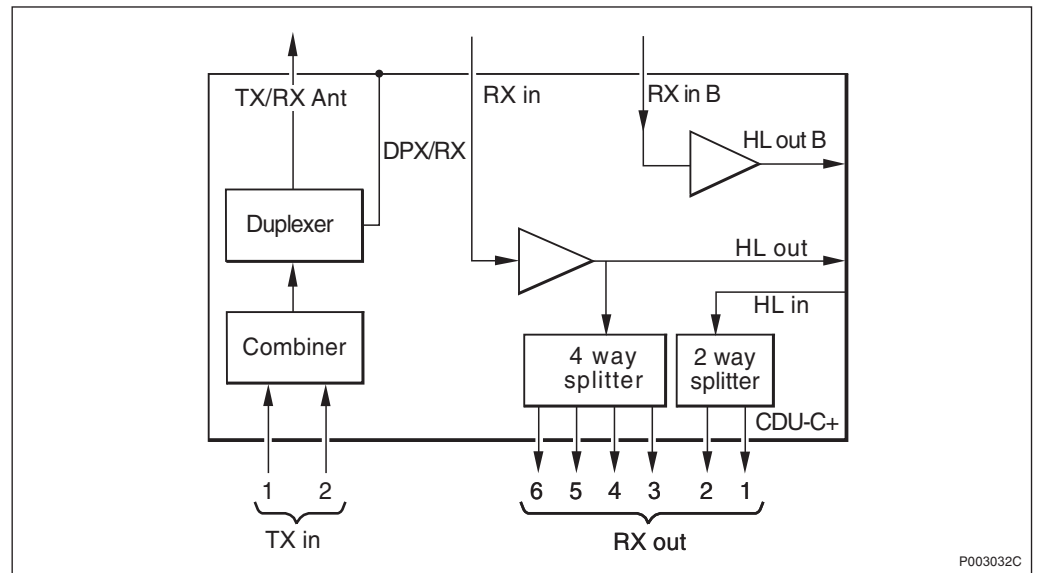 TX/RX Ant
RX in
RX in B
HL out B
DPX/RX
Duplexer
HL out
HL in
Combiner
4 way
splitter
2 way
splitter
CDU-C+
1 2
6 5 4 3 2 1
TX in
RX out
P003032C